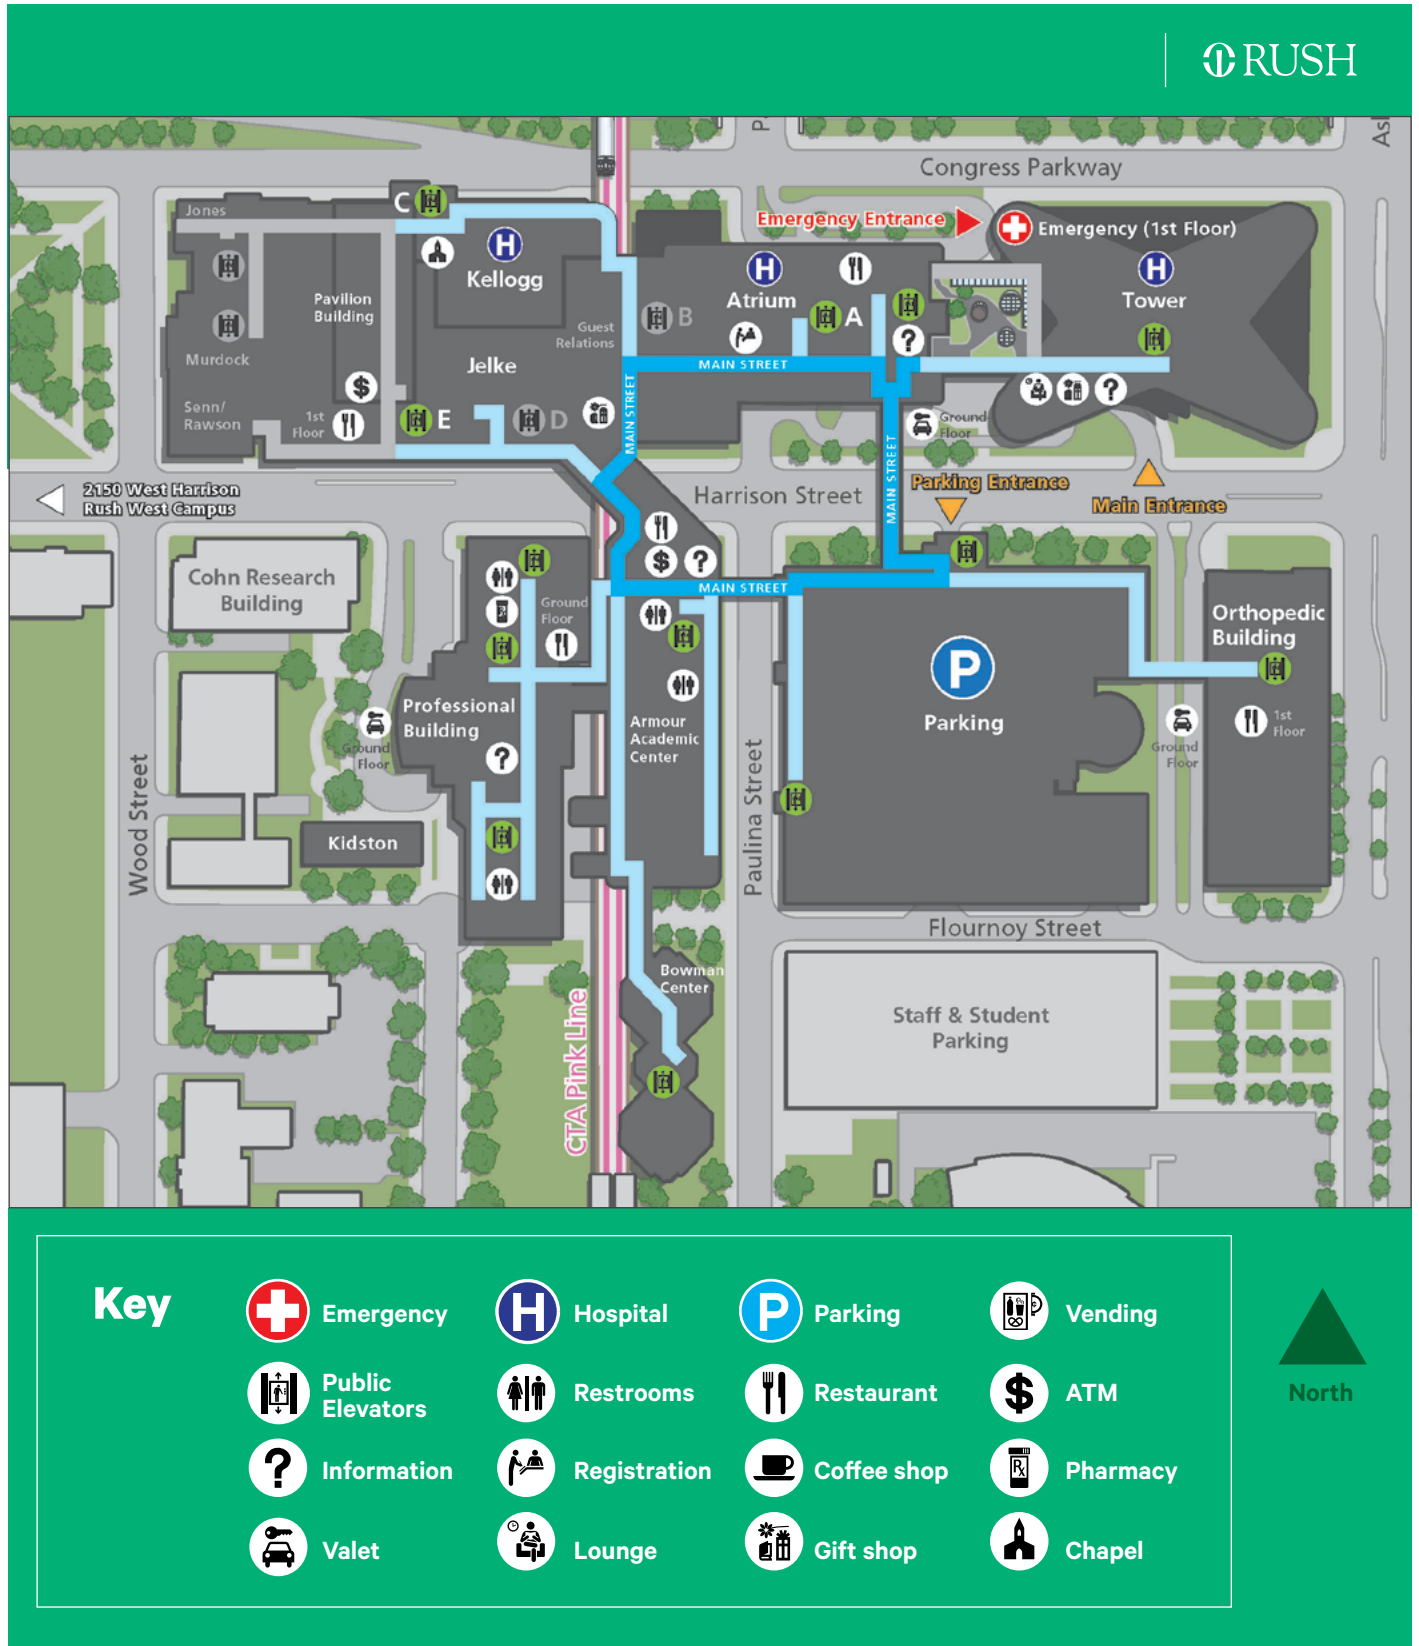 RUSH
Congress Parkway
Jones
C
Emergency Entrance
Emergency (1st Floor)
H
H
H
Kellogg
Atrium
Tower
Pavilion
Building
Guest
Relations
B
A
?
Murdock
Jelke
MAIN STREET
$
?
Senn/
Rawson
1st
Floor
E
D
MAIN STREET
Ground
Floor
MAIN STREET
2150 West Harrison
Rush West Campus
Harrison Street
Parking Entrance
Main Entrance
$
?
Cohn Research
Building
MAIN STREET
Ground
Floor
Orthopedic
Building
P
Parking
Professional
Building
Armour
Academic
Center
1st
Floor
Ground
Floor
Ground
Floor
?
Wood Street
Paulina Street
Kidston
Flournoy Street
Bowman
Center
CTA Pink Line
Staff & Student
Parking
Key
Emergency
H
Hospital
P
Parking
Vending
Public
Elevators
Restrooms
Restaurant
$
ATM
North
?
Information
Registration
Coffee shop
Rx
Pharmacy
Valet
Lounge
Gift shop
Chapel